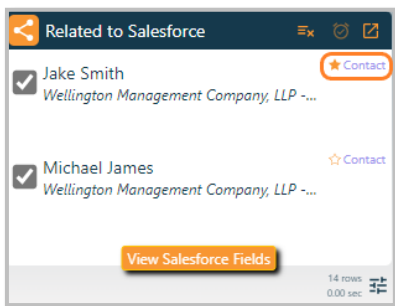 Related to Salesforce
Jake Smith
Contact
Wellington Management Company, LLP -...
Michael James
Contact
Wellington Management Company, LLP -...
View Salesforce Fields
14 rows
0.00 sec